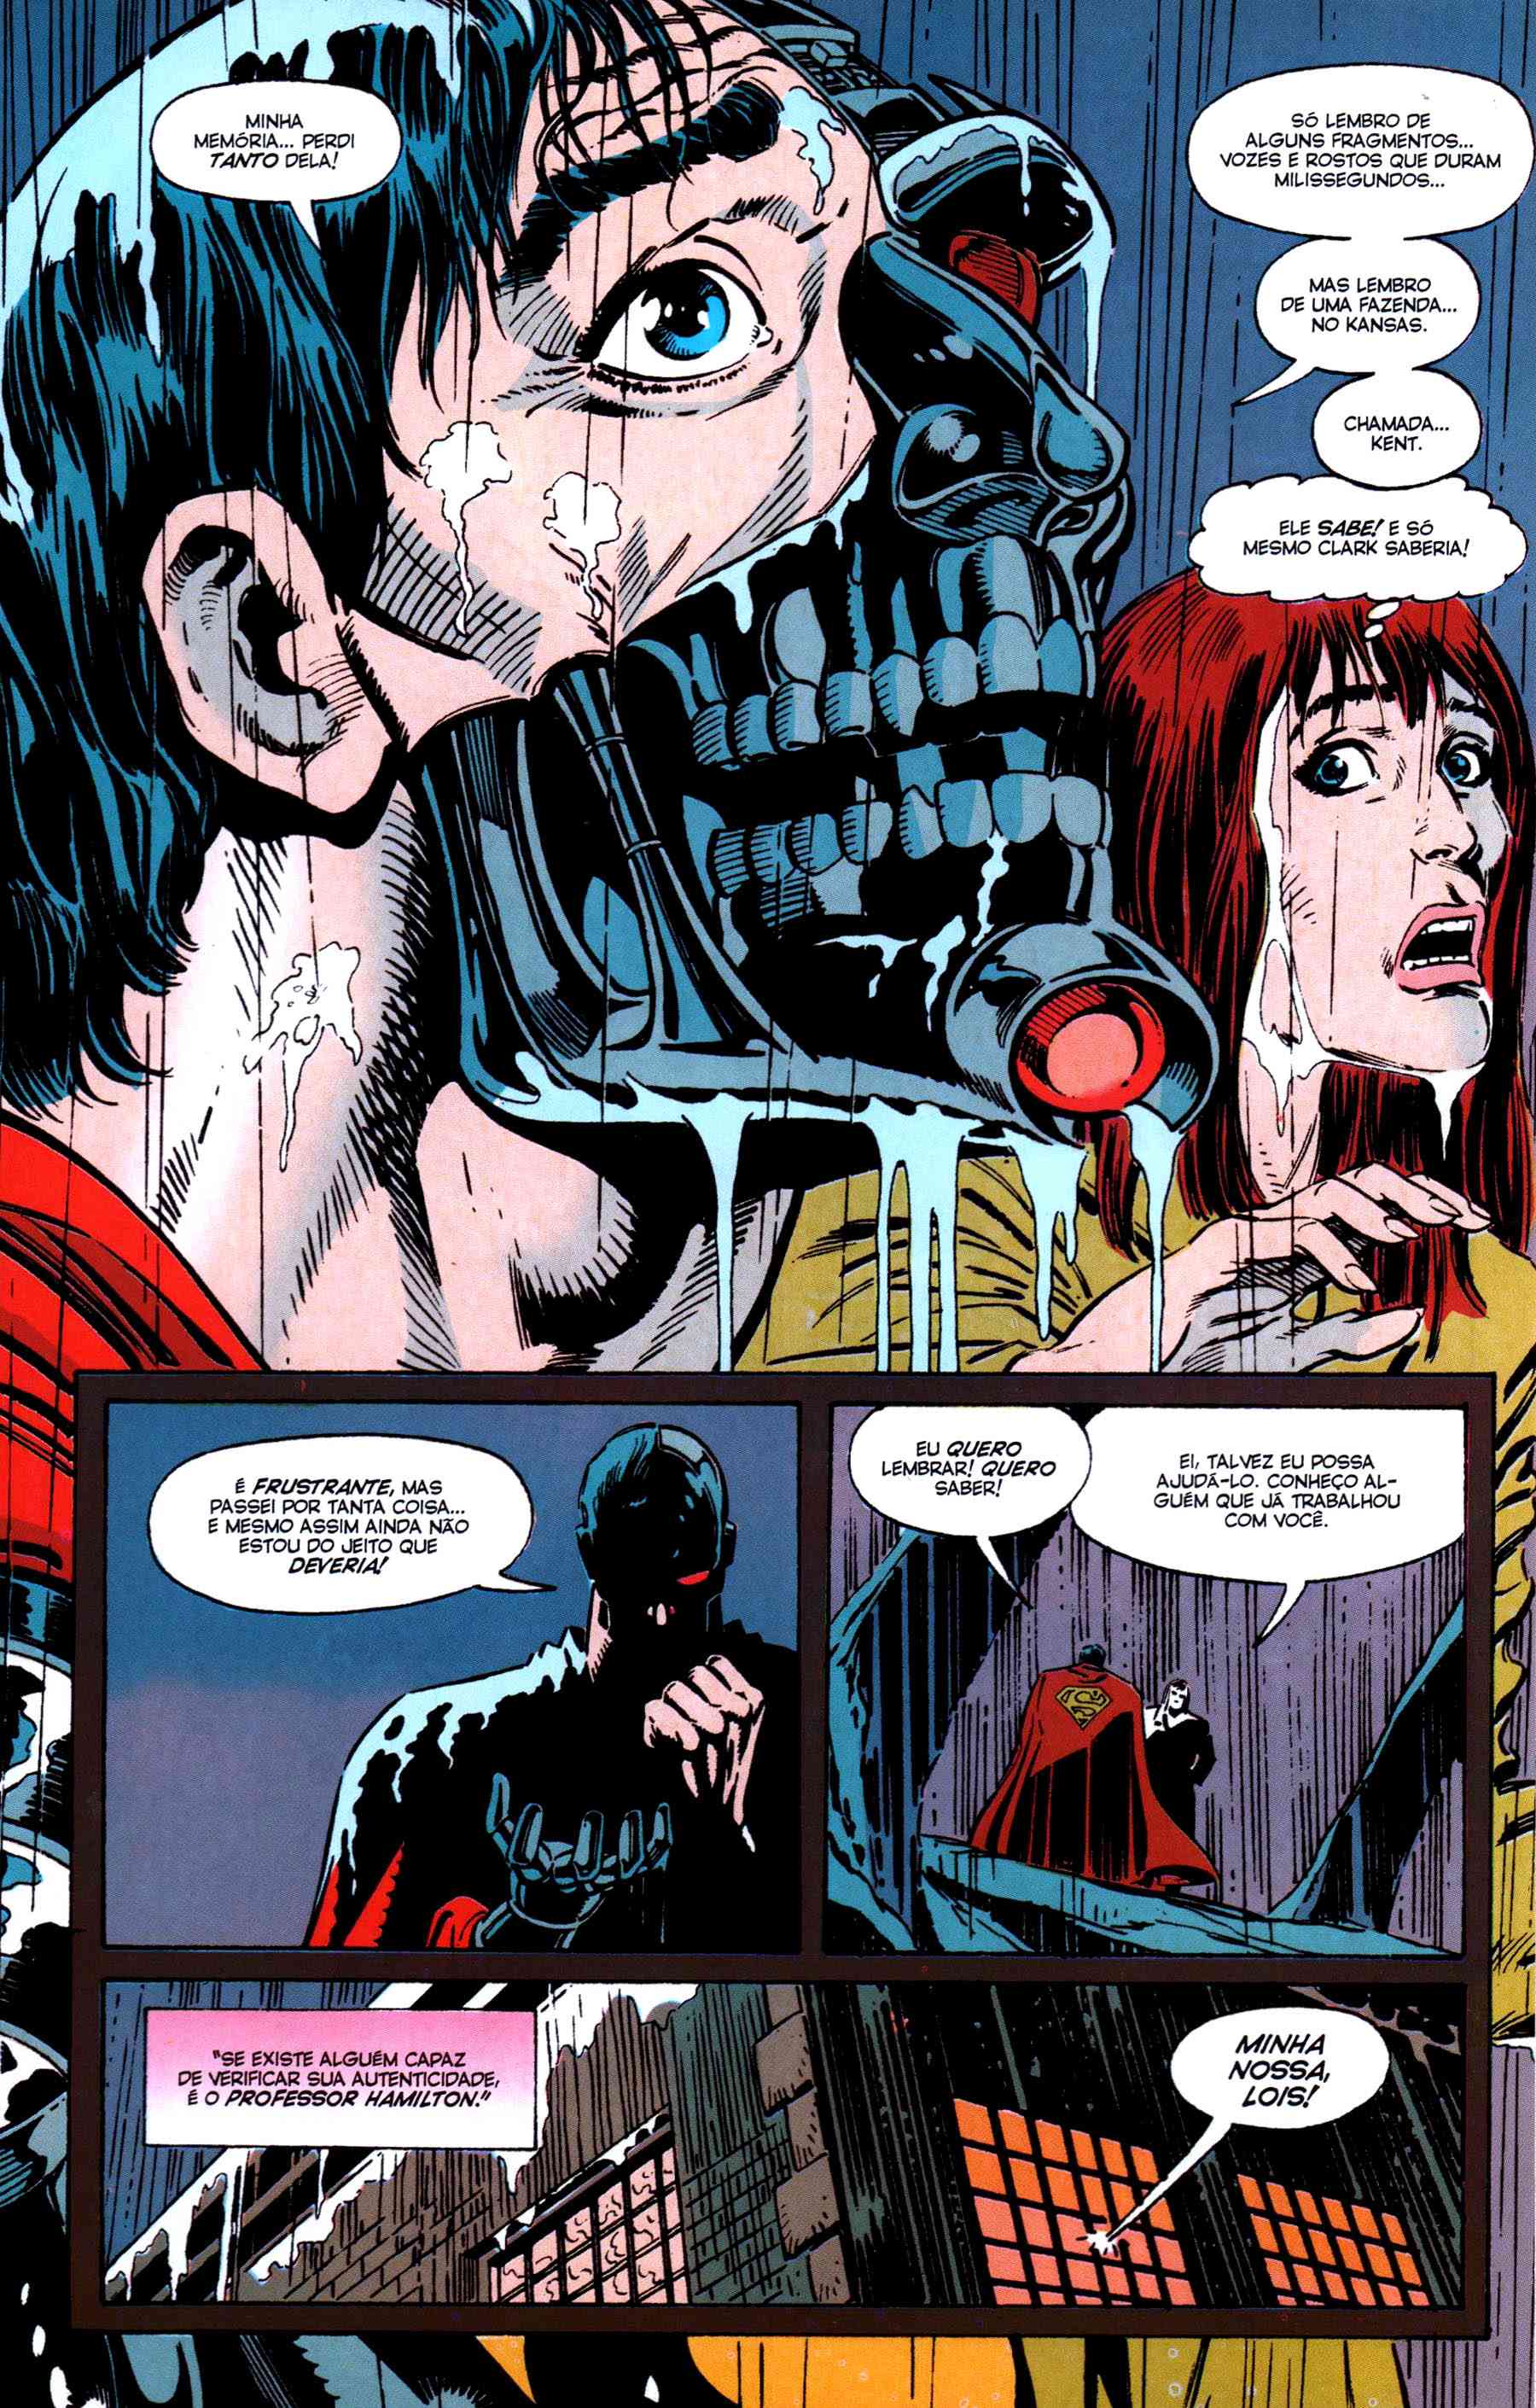 MINHA
MEMÓRIA... PERDI
TANTO DELA!
SÓ LEMBRO DE
ALGUNS FRAGMENTOS...
VOZES E ROSTOS QUE DURAM
MILISSEGUNDOS...
MAS LEMBRO
DE UMA FAZENDA...
NO KANSAS.
CHAMADA...
KENT.
ELE SABE! E SÓ
MESMO CLARK SABERIA!
É FRUSTRANTE, MAS
PASSEI POR TANTA COISA...
E MESMO ASSIM AINDA NÃO
ESTOU DO JEITO QUE
DEVERIA!
EU QUERO
LEMBRAR! QUERO
SABER!
EI, TALVEZ EU POSSA
AJUDÁ-LO. CONHEÇO AL-
GUÉM QUE JÁ TRABALHOU
COM VOCÊ.
"SE EXISTE ALGUÉM CAPAZ
DE VERIFICAR SUA AUTENTICIDADE,
É O PROFESSOR HAMILTON."
MINHA
NOSSA,
LOIS!